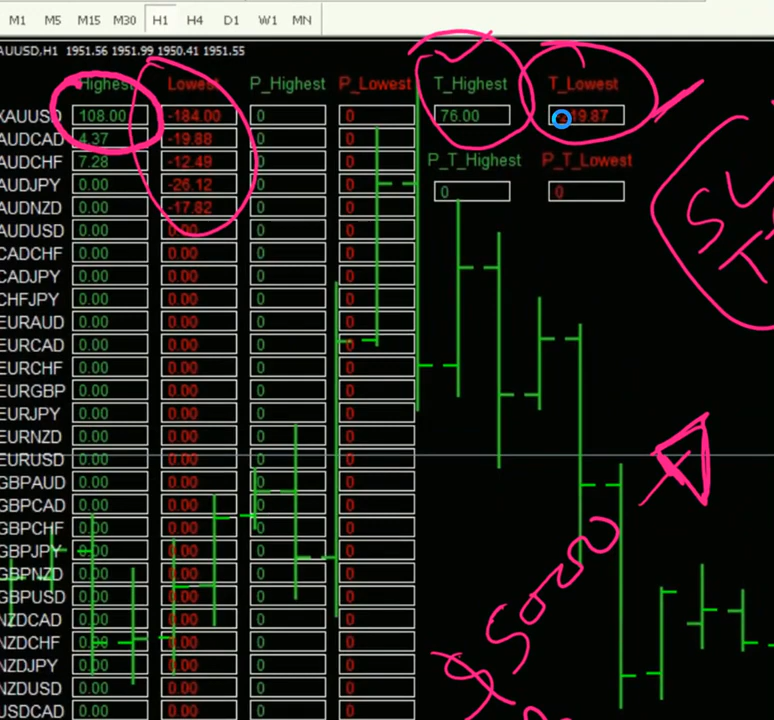 M1 M5 M15 M30 H1 H4 D1 W1 MN
AUUSD,H1 1951.56 1951.99 1950.41 1951.55
Highest Lowest P_Highest P_Lowest T_Highest T_Lowest
XAUUSD 108.00 -184.00 0 0 76.00
AUDCAD 4.37 -19.88 0 0
AUDCHF 7.28 -12.49 0 0 P_T_Highest P_T_Lowest
AUDJPY 0.00 -26.12 0 0 0 0
AUDNZD 0.00 -17.82 0 0
AUDUSD 0.00 0.00 0 0
CADCHF 0.00 0.00 0 0
CADJPY 0.00 0.00 0 0
CHFJPY 0.00 0.00 0 0
EURAUD 0.00 0.00 0 0
EURCAD 0.00 0.00 0 0
EURCHF 0.00 0.00 0 0
EURGBP 0.00 0.00 0 0
EURJPY 0.00 0.00 0 0
EURNZD 0.00 0.00 0 0
EURUSD 0.00 0.00 0 0
GBPAUD 0.00 0.00 0 0
GBPCAD 0.00 0.00 0 0
GBPCHF 0.00 0.00 0 0
GBPJPY 0.00 0.00 0 0
GBPNZD 0.00 0.00 0 0
GBPUSD 0.00 0.00 0 0
NZDCAD 0.00 0.00 0 0
NZDCHF 0.00 0.00 0 0
NZDJPY 0.00 0.00 0 0
NZDUSD 0.00 0.00 0 0
USDCAD 0.00 0.00 0 0
SL
T
5000